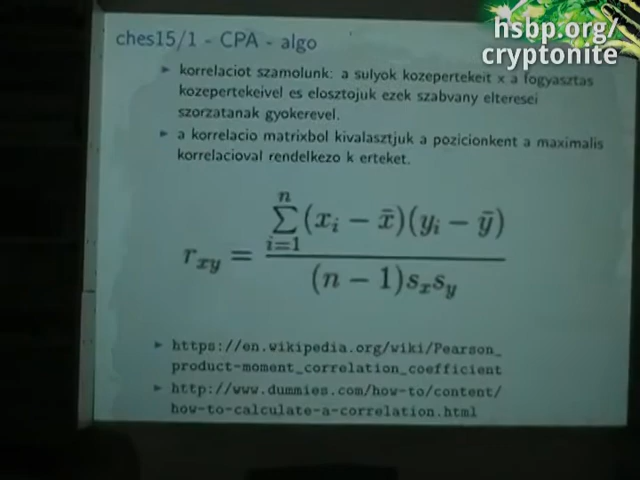 hsbp.org/
cryptonite
ches15/1 - CPA - algo
korrelaciot szamolunk: a sulyok kozepertekeit x a fogyasztas
kozepertekeivel es elosztojuk ezek szabvany elteresei
szorzatanak gyokerevel.
a korrelacio matrixbol kivalasztjuk a pozicionkent a maximalis
korrelacioval rendelkezo k erteket.
r_{xy} = \frac{\sum_{i=1}^{n}(x_i - \bar{x})(y_i - \bar{y})}{(n-1)s_x s_y}
https://en.wikipedia.org/wiki/Pearson_
product-moment_correlation_coefficient
http://www.dummies.com/how-to/content/
how-to-calculate-a-correlation.html